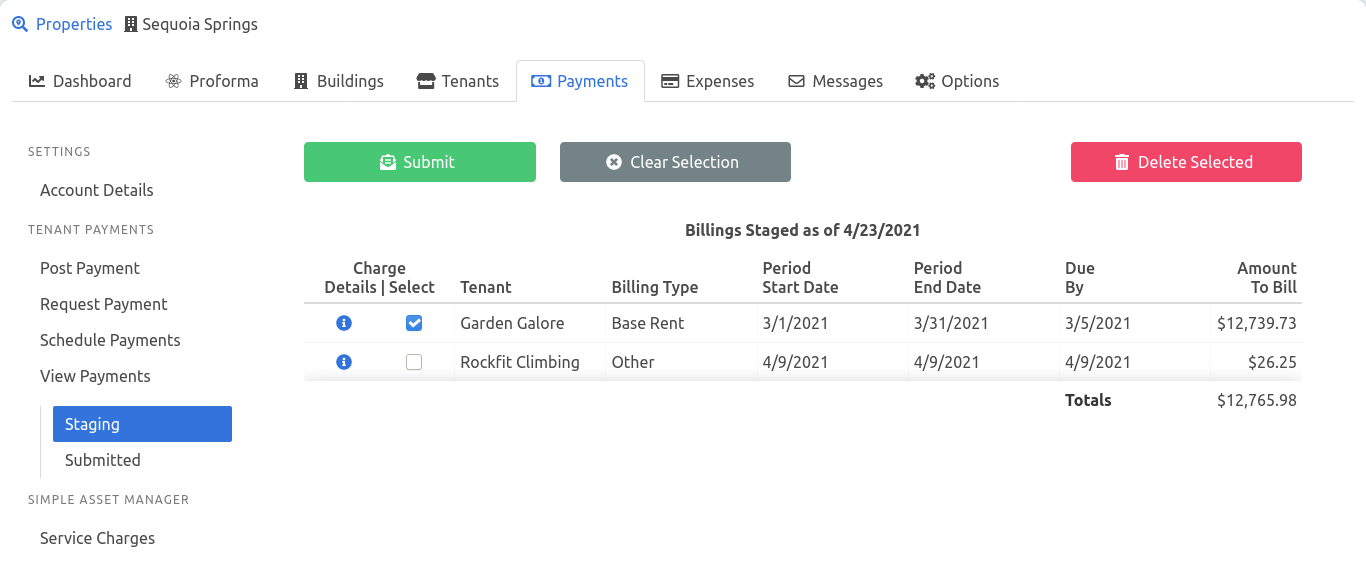 Properties Sequoia Springs
Dashboard Proforma Buildings Tenants Payments Expenses Messages Options
SETTINGS
Account Details
TENANT PAYMENTS
Post Payment
Request Payment
Schedule Payments
View Payments
Staging
Submitted
SIMPLE ASSET MANAGER
Service Charges
Submit Clear Selection Delete Selected
Billings Staged as of 4/23/2021
Charge Period Period Due Amount
Details | Select Tenant Billing Type Start Date End Date By To Bill
Garden Galore Base Rent 3/1/2021 3/31/2021 3/5/2021 $12,739.73
Rockfit Climbing Other 4/9/2021 4/9/2021 4/9/2021 $26.25
Totals $12,765.98